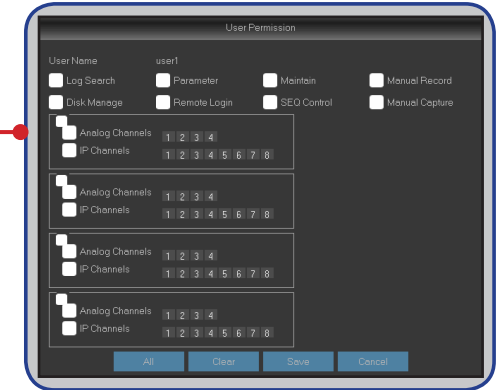 User Permission
User Name user1
Log Search Parameter Maintain Manual Record
Disk Manage Remote Login SEQ Control Manual Capture
Analog Channels 1 2 3 4
IP Channels 1 2 3 4 5 6 7 8
Analog Channels 1 2 3 4
IP Channels 1 2 3 4 5 6 7 8
Analog Channels 1 2 3 4
IP Channels 1 2 3 4 5 6 7 8
Analog Channels 1 2 3 4
IP Channels 1 2 3 4 5 6 7 8
All Clear Save Cancel